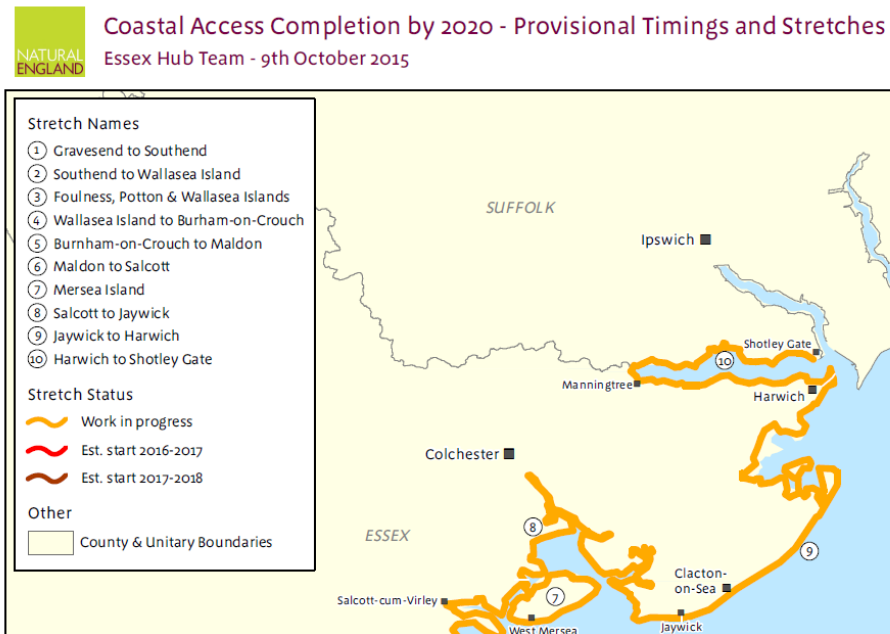 NATURAL
ENGLAND
Coastal Access Completion by 2020 - Provisional Timings and Stretches
Essex Hub Team - 9th October 2015
Stretch Names
1 Gravesend to Southend
2 Southend to Wallasea Island
3 Foulness, Potton & Wallasea Islands
4 Wallasea Island to Burham-on-Crouch
5 Burnham-on-Crouch to Maldon
6 Maldon to Salcott
7 Mersea Island
8 Salcott to Jaywick
9 Jaywick to Harwich
10 Harwich to Shotley Gate
Stretch Status
Work in progress
Est. start 2016-2017
Est. start 2017-2018
Other
County & Unitary Boundaries
SUFFOLK
Ipswich
Shotley Gate
10
Manningtree
Harwich
Colchester
8
ESSEX
9
Clacton-
on-Sea
7
Salcott-cum-Virley
West Mersea
Jaywick